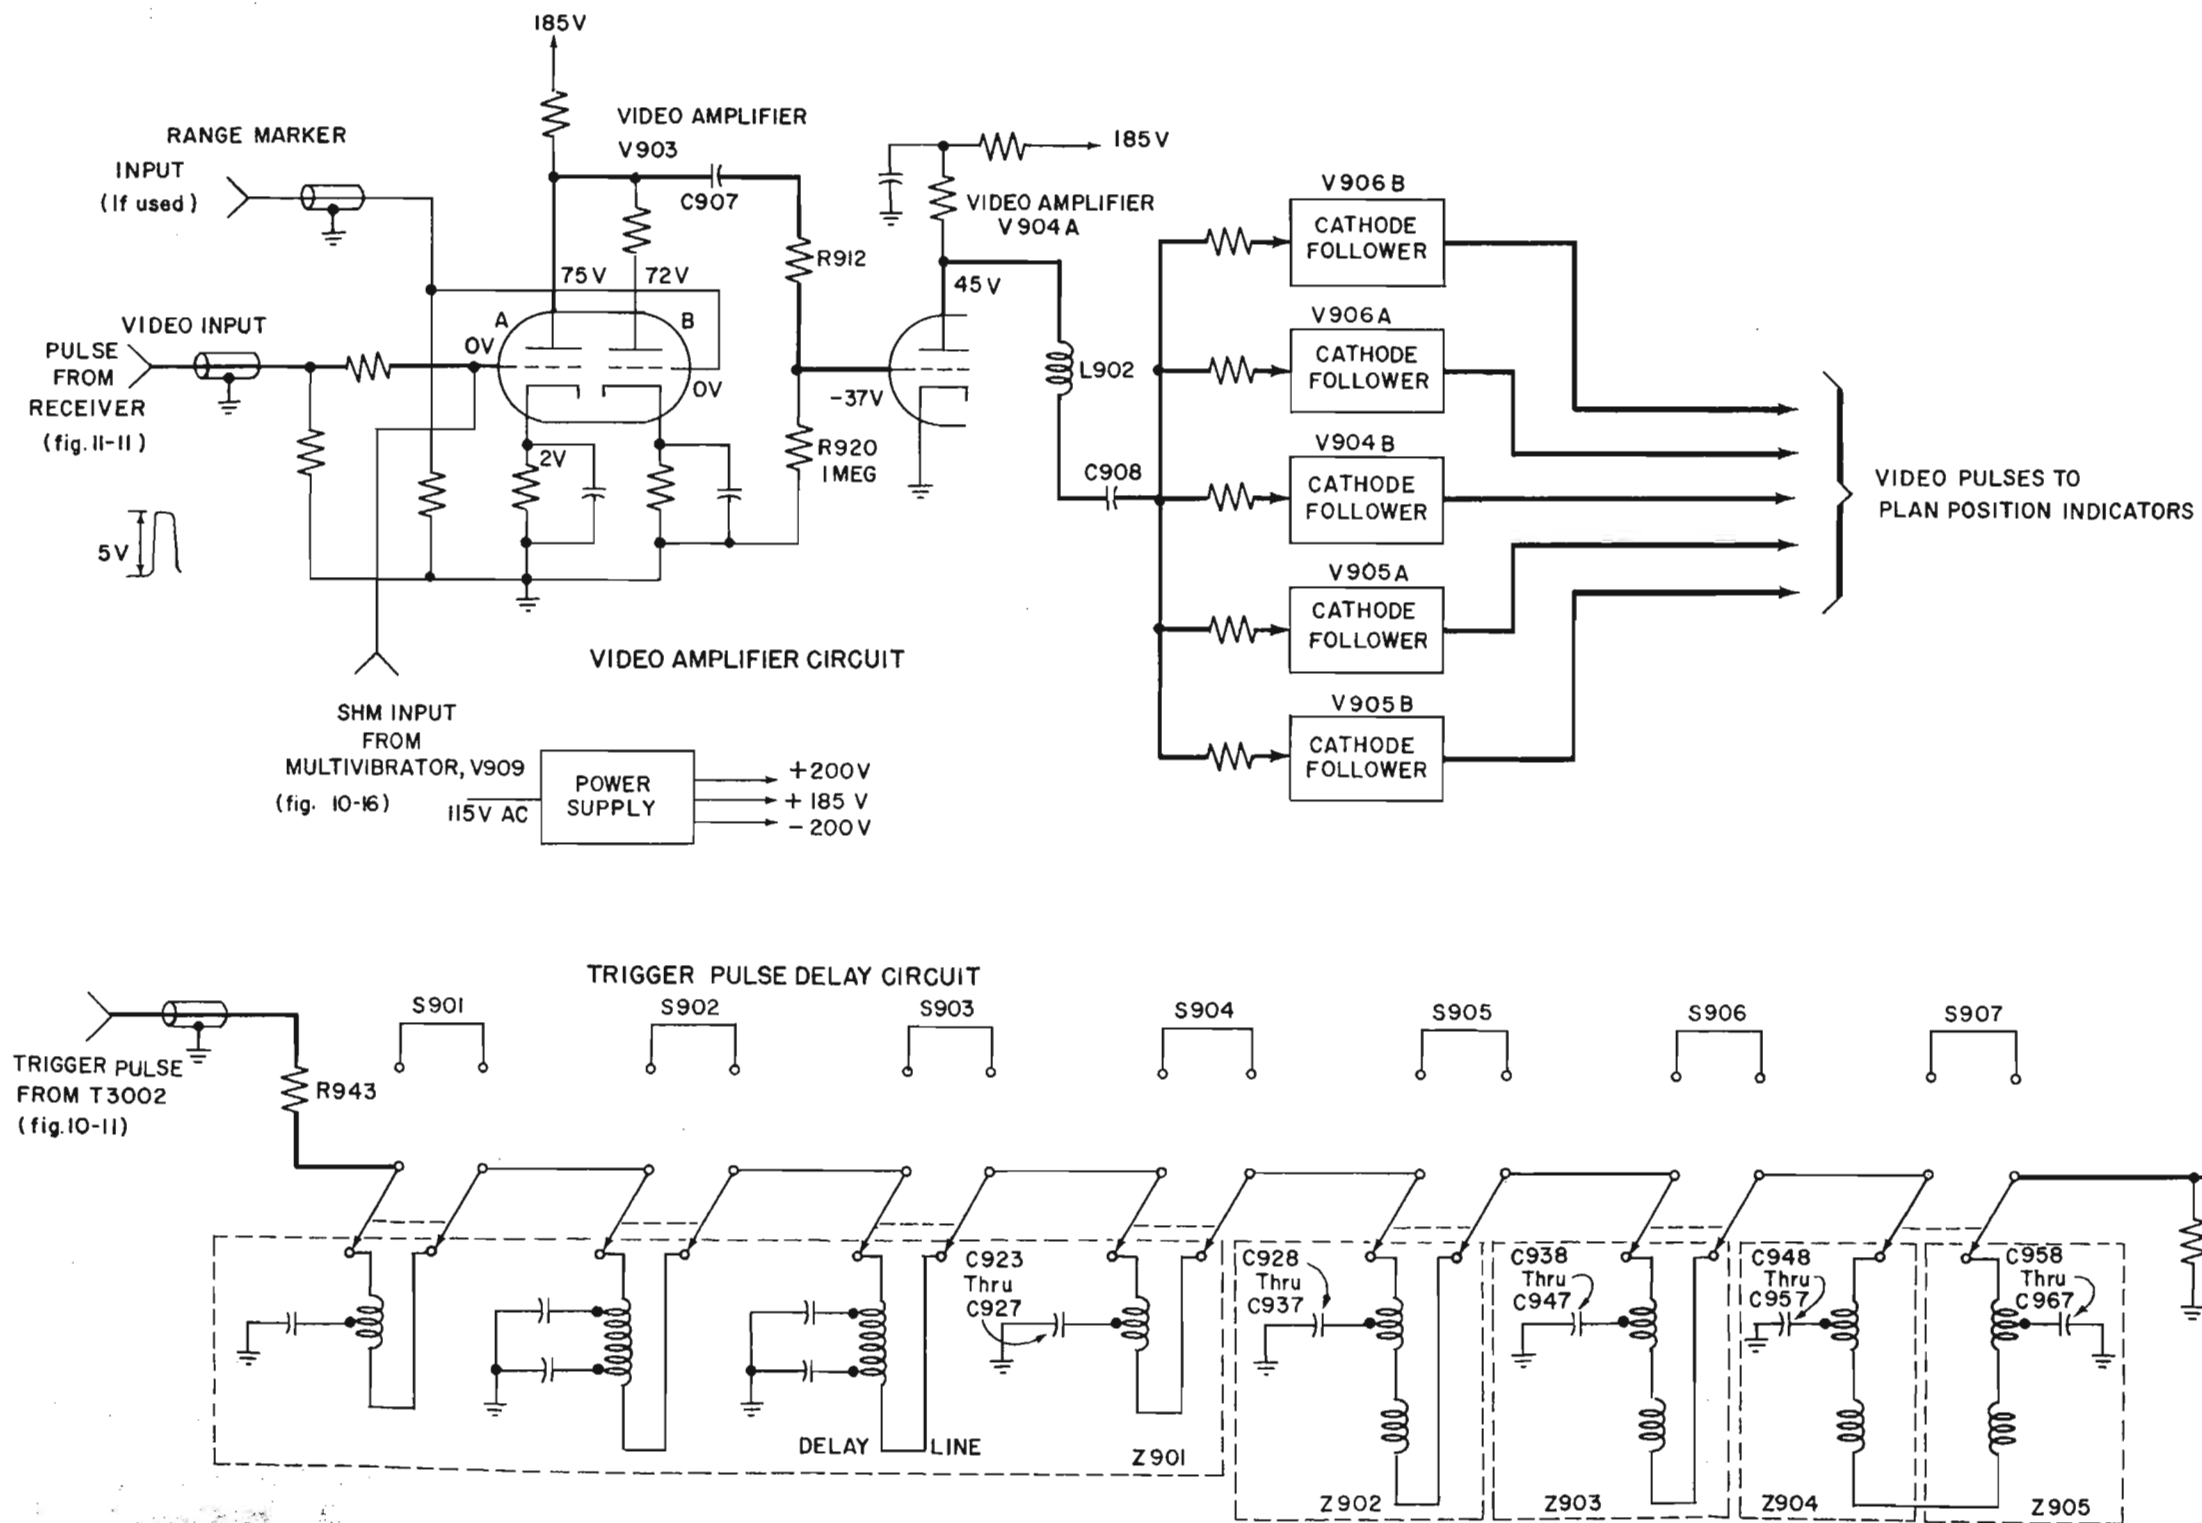 185V
RANGE MARKER
INPUT
(If used)
VIDEO AMPLIFIER
V903
C907
185V
VIDEO AMPLIFIER
V904A
R912
75V
72V
45V
VIDEO INPUT
PULSE
FROM
RECEIVER
(fig. 11-11)
A
B
0V
0V
-37V
L902
2V
R920
1 MEG
C908
5V
V906B
CATHODE
FOLLOWER
V906A
CATHODE
FOLLOWER
V904B
CATHODE
FOLLOWER
V905A
CATHODE
FOLLOWER
V905B
CATHODE
FOLLOWER
VIDEO PULSES TO
PLAN POSITION INDICATORS
VIDEO AMPLIFIER CIRCUIT
SHM INPUT
FROM
MULTIVIBRATOR, V909
(fig. 10-16)
115V AC
POWER
SUPPLY
+200V
+185 V
-200V
TRIGGER PULSE DELAY CIRCUIT
S901
S902
S903
S904
S905
S906
S907
TRIGGER PULSE
FROM T3002
(fig. 10-11)
R943
C923
Thru
C927
C928
Thru
C937
C938
Thru
C947
C948
Thru
C957
C958
Thru
C967
DELAY LINE
Z901
Z902
Z903
Z904
Z905